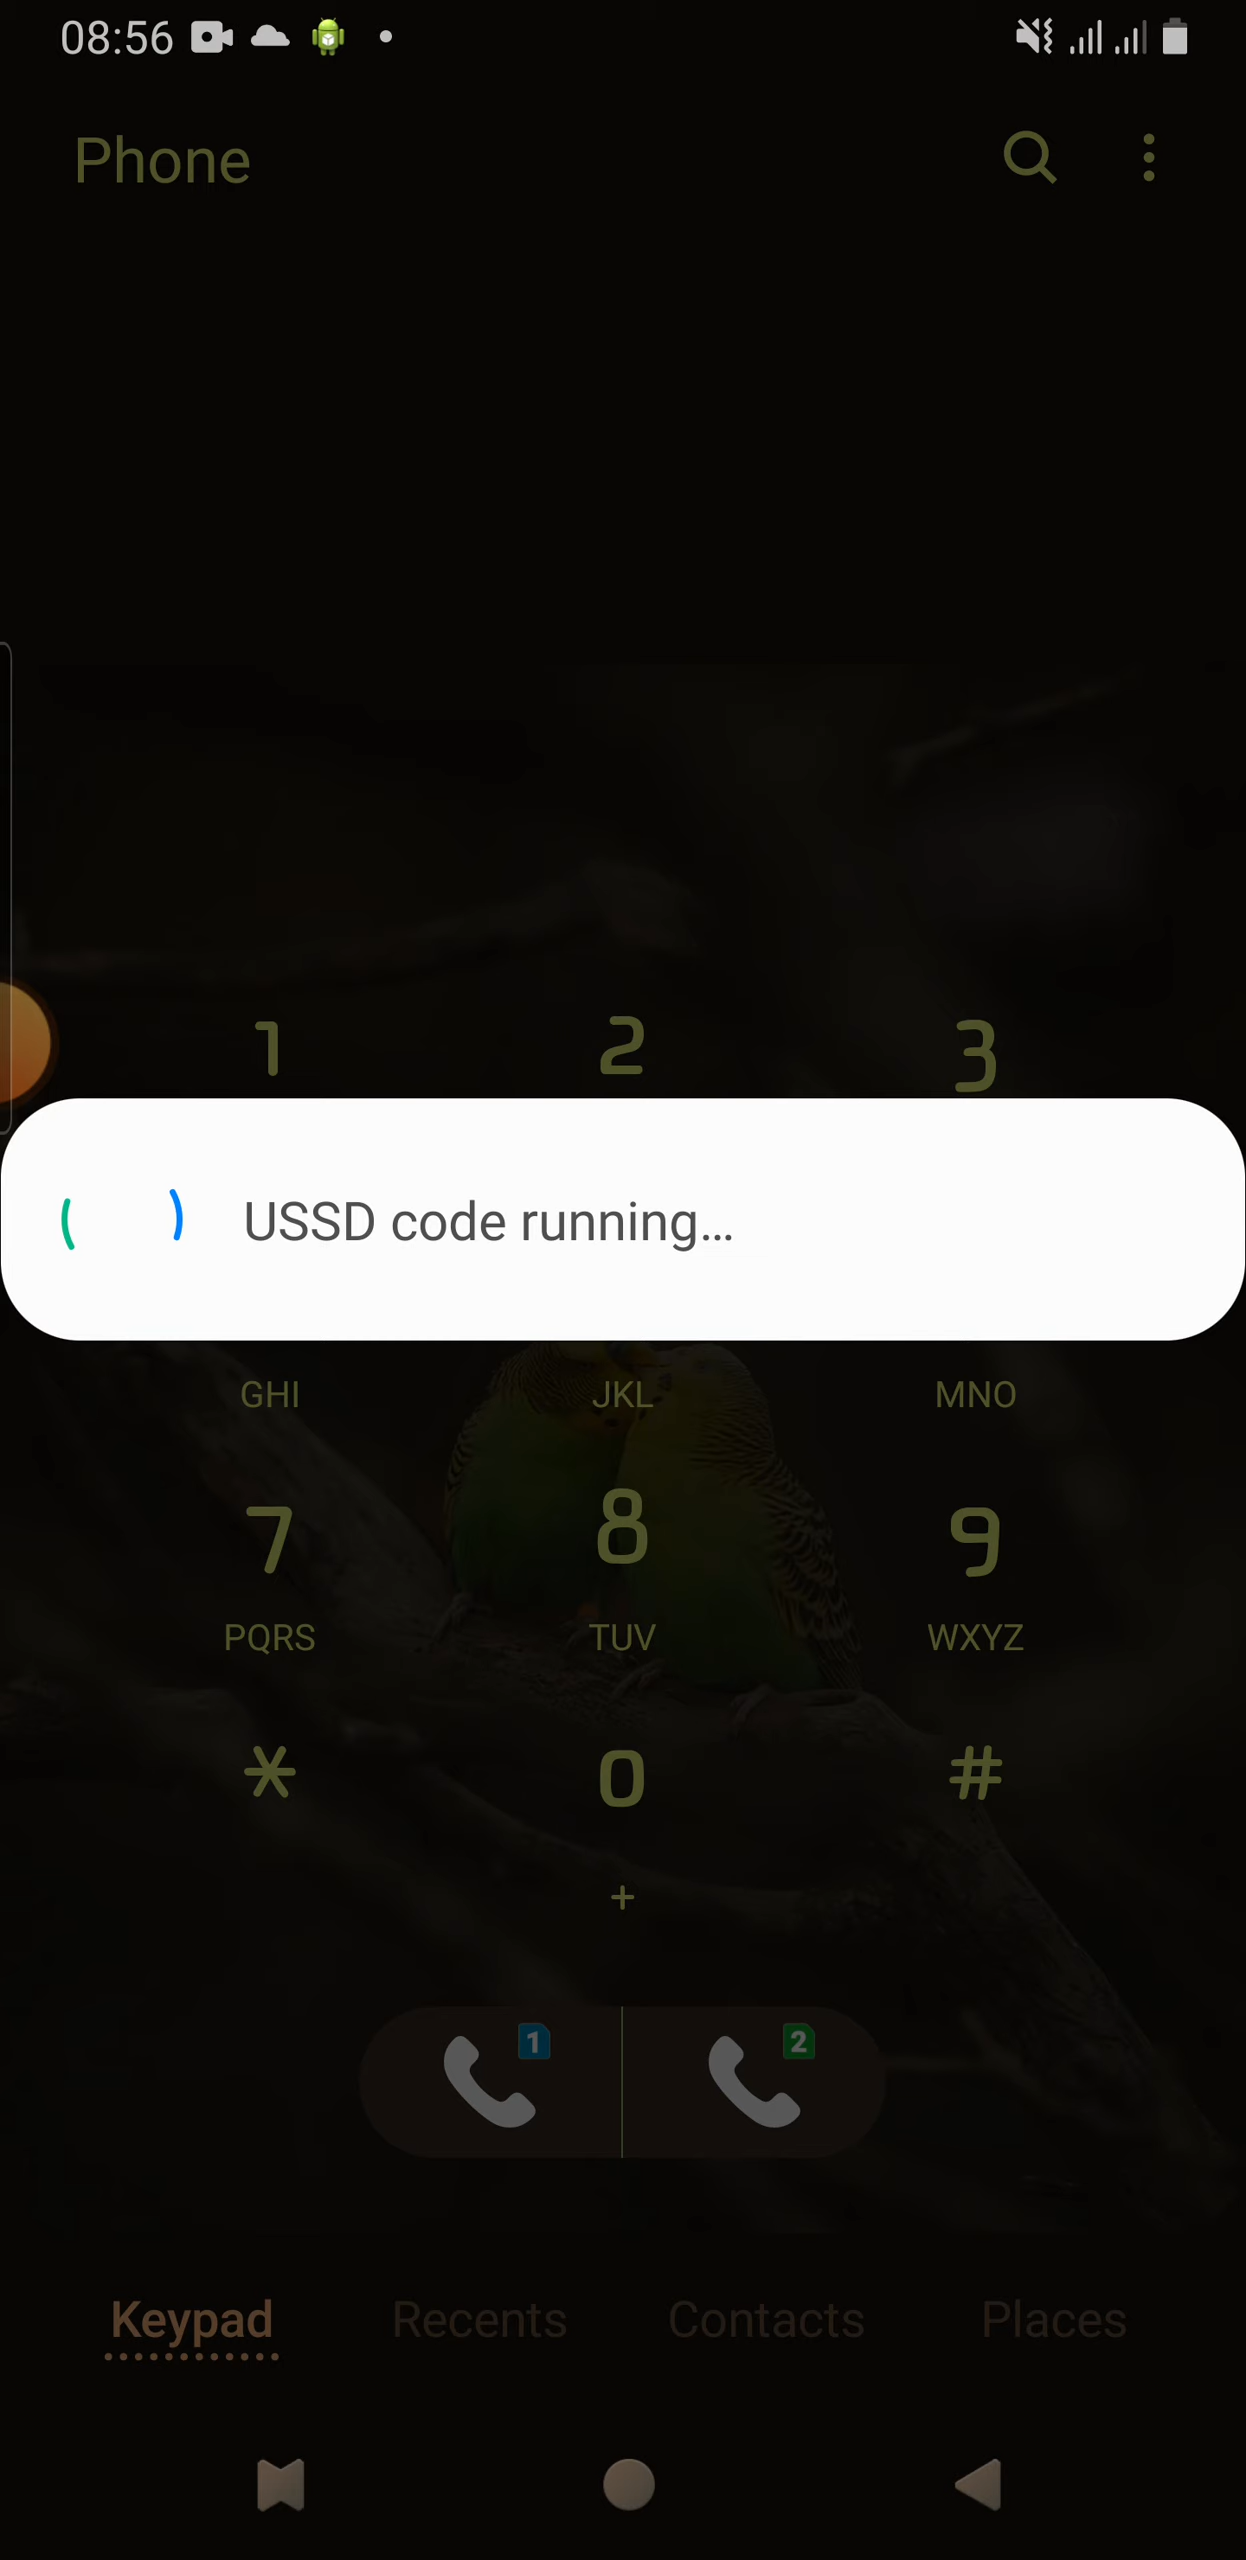 08:56
Phone
1 2 3
USSD code running...
GHI JKL MNO
7 8 9
PQRS TUV WXYZ
* 0 #
+
1 2
Keypad Recents Contacts Places